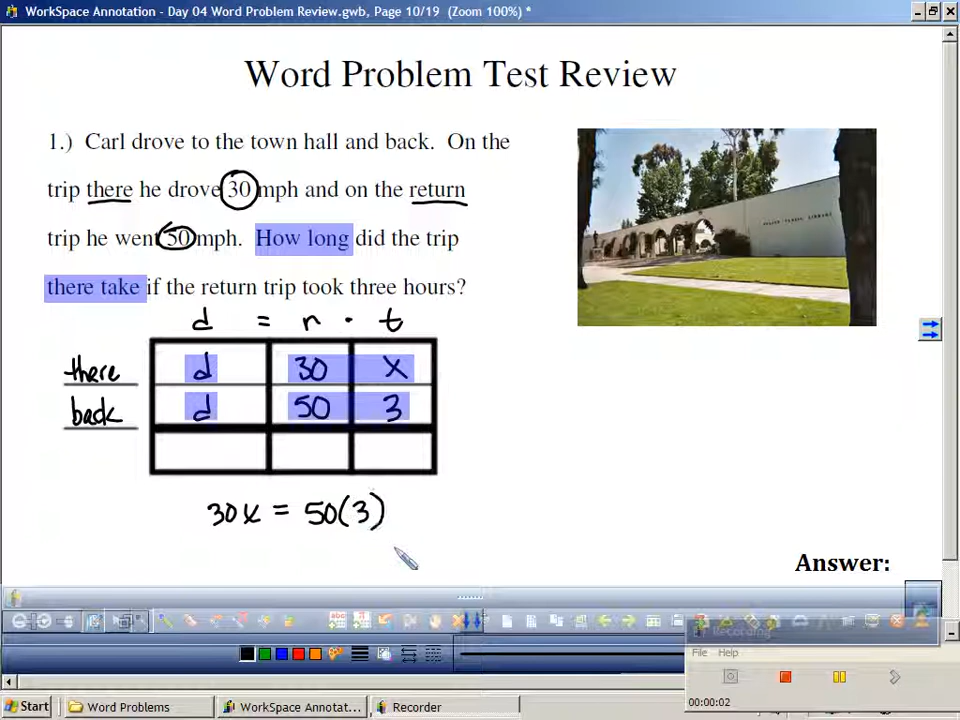 WorkSpace Annotation - Day 04 Word Problem Review.gwb, Page 10/19 (Zoom 100%) *
Word Problem Test Review
1.) Carl drove to the town hall and back. On the
trip there he drove 30 mph and on the return
trip he went 50 mph. How long did the trip
there take if the return trip took three hours?
d = r · t
there d 30 x
back d 50 3
30x = 50(3)
Answer:
abc
Recording
File Help
00:00:02
Start
Word Problems
WorkSpace Annotat...
Recorder